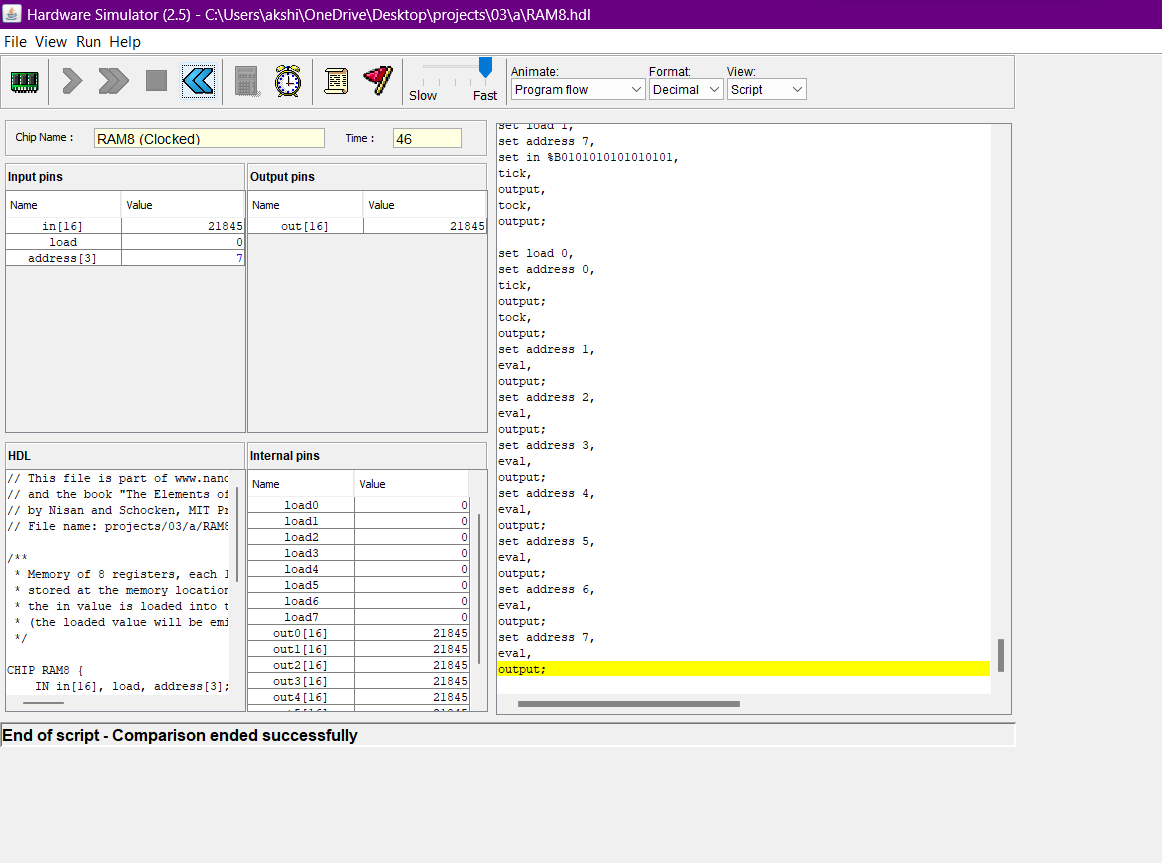 Hardware Simulator (2.5) - C:\Users\akshi\OneDrive\Desktop\projects\03\a\RAM8.hdl
File View Run Help
Slow Fast
Animate: Format: View:
Program flow Decimal Script
Chip Name : RAM8 (Clocked) Time : 46
Input pins
Name Value
in[16] 21845
load 0
address[3] 7
Output pins
Name Value
out[16] 21845
HDL
// This file is part of www.nand
// and the book "The Elements of
// by Nisan and Schocken, MIT Pr
// File name: projects/03/a/RAM8
/**
* Memory of 8 registers, each 1
* stored at the memory location
* the in value is loaded into t
* (the loaded value will be emi
*/
CHIP RAM8 {
IN in[16], load, address[3];
Internal pins
Name Value
load0 0
load1 0
load2 0
load3 0
load4 0
load5 0
load6 0
load7 0
out0[16] 21845
out1[16] 21845
out2[16] 21845
out3[16] 21845
out4[16] 21845
set load 1,
set address 7,
set in %B0101010101010101,
tick,
output,
tock,
output;
set load 0,
set address 0,
tick,
output;
tock,
output;
set address 1,
eval,
output;
set address 2,
eval,
output;
set address 3,
eval,
output;
set address 4,
eval,
output;
set address 5,
eval,
output;
set address 6,
eval,
output;
set address 7,
eval,
output;
End of script - Comparison ended successfully